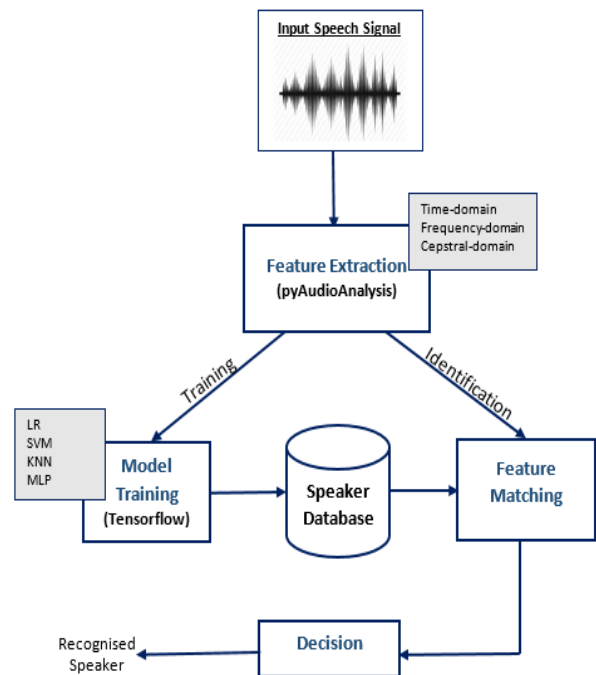 Input Speech Signal
Time-domain
Frequency-domain
Cepstral-domain
Feature Extraction
(pyAudioAnalysis)
Training
Identification
LR
SVM
KNN
MLP
Model
Training
(Tensorflow)
Speaker
Database
Feature
Matching
Decision
Recognised
Speaker